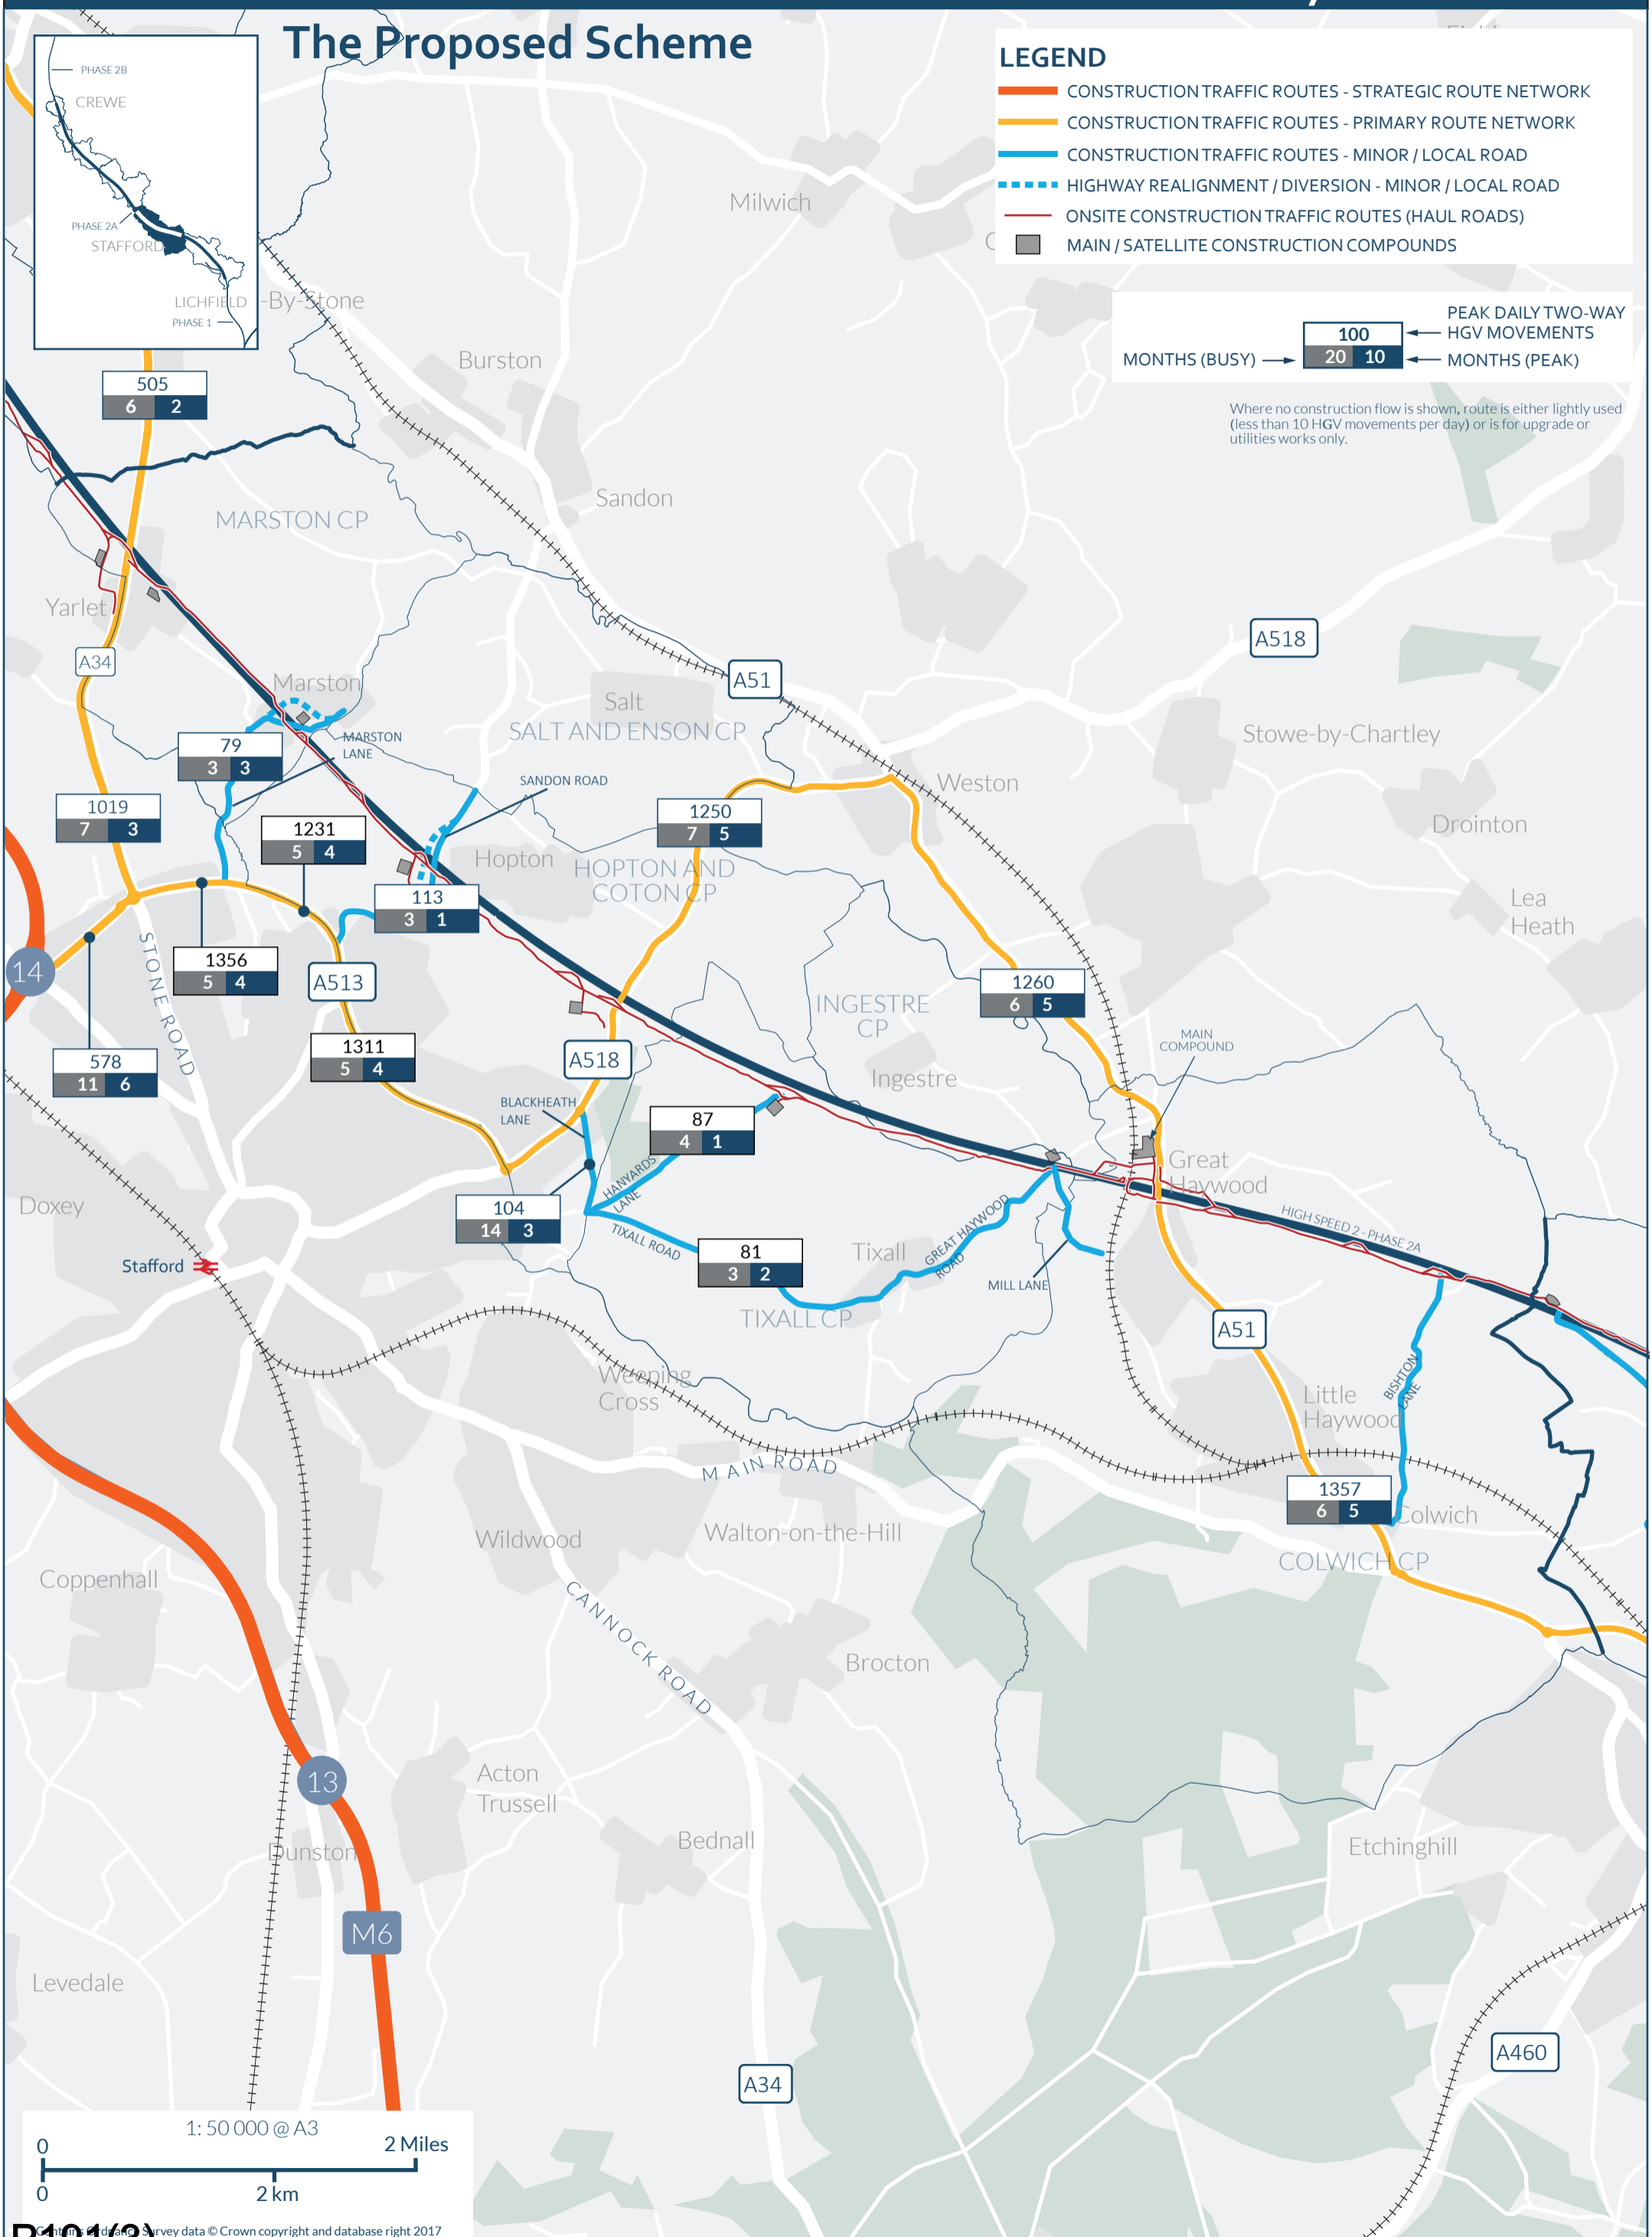 The Proposed Scheme
PHASE 2B
CREWE
PHASE 2A
STAFFORD
LICHFIELD
PHASE 1
LEGEND
CONSTRUCTION TRAFFIC ROUTES - STRATEGIC ROUTE NETWORK
CONSTRUCTION TRAFFIC ROUTES - PRIMARY ROUTE NETWORK
CONSTRUCTION TRAFFIC ROUTES - MINOR / LOCAL ROAD
HIGHWAY REALIGNMENT / DIVERSION - MINOR / LOCAL ROAD
ONSITE CONSTRUCTION TRAFFIC ROUTES (HAUL ROADS)
MAIN / SATELLITE CONSTRUCTION COMPOUNDS
PEAK DAILY TWO-WAY
HGV MOVEMENTS
100
MONTHS (BUSY)
20 10
MONTHS (PEAK)
Where no construction flow is shown, route is either lightly used
(less than 10 HGV movements per day) or is for upgrade or
utilities works only.
Milwich
-By-Stone
Burston
505
6 2
Sandon
MARSTON CP
Yarlet
A34
A518
Marston
A51
Salt
SALT AND ENSON CP
Stowe-by-Chartley
MARSTON
LANE
79
3 3
SANDON ROAD
Weston
1019
7 3
1231
5 4
1250
7 5
Drointon
Hopton
HOPTON AND
COTON CP
113
3 1
Lea
Heath
STONE ROAD
14
1356
5 4
A513
1260
6 5
INGESTRE
CP
1311
5 4
A518
MAIN
COMPOUND
578
11 6
Ingestre
BLACKHEATH
LANE
87
4 1
HANYARDS
LANE
Great
Haywood
Doxey
104
14 3
TIXALL ROAD
HIGH SPEED 2 - PHASE 2A
81
3 2
Tixall
GREAT HAYWOOD
ROAD
Stafford
MILL LANE
TIXALL CP
A51
Weeping
Cross
BISHTON
LANE
Little
Haywood
MAIN ROAD
1357
6 5
Colwich
Wildwood
Walton-on-the-Hill
COLWICH CP
Coppenhall
CANNOCK ROAD
Brocton
13
Acton
Trussell
Dunston
Bednall
Etchinghill
M6
Levedale
A460
A34
1: 50 000 @ A3
0
2 Miles
0
2 km
Contains Ordnance Survey data © Crown copyright and database right 2017